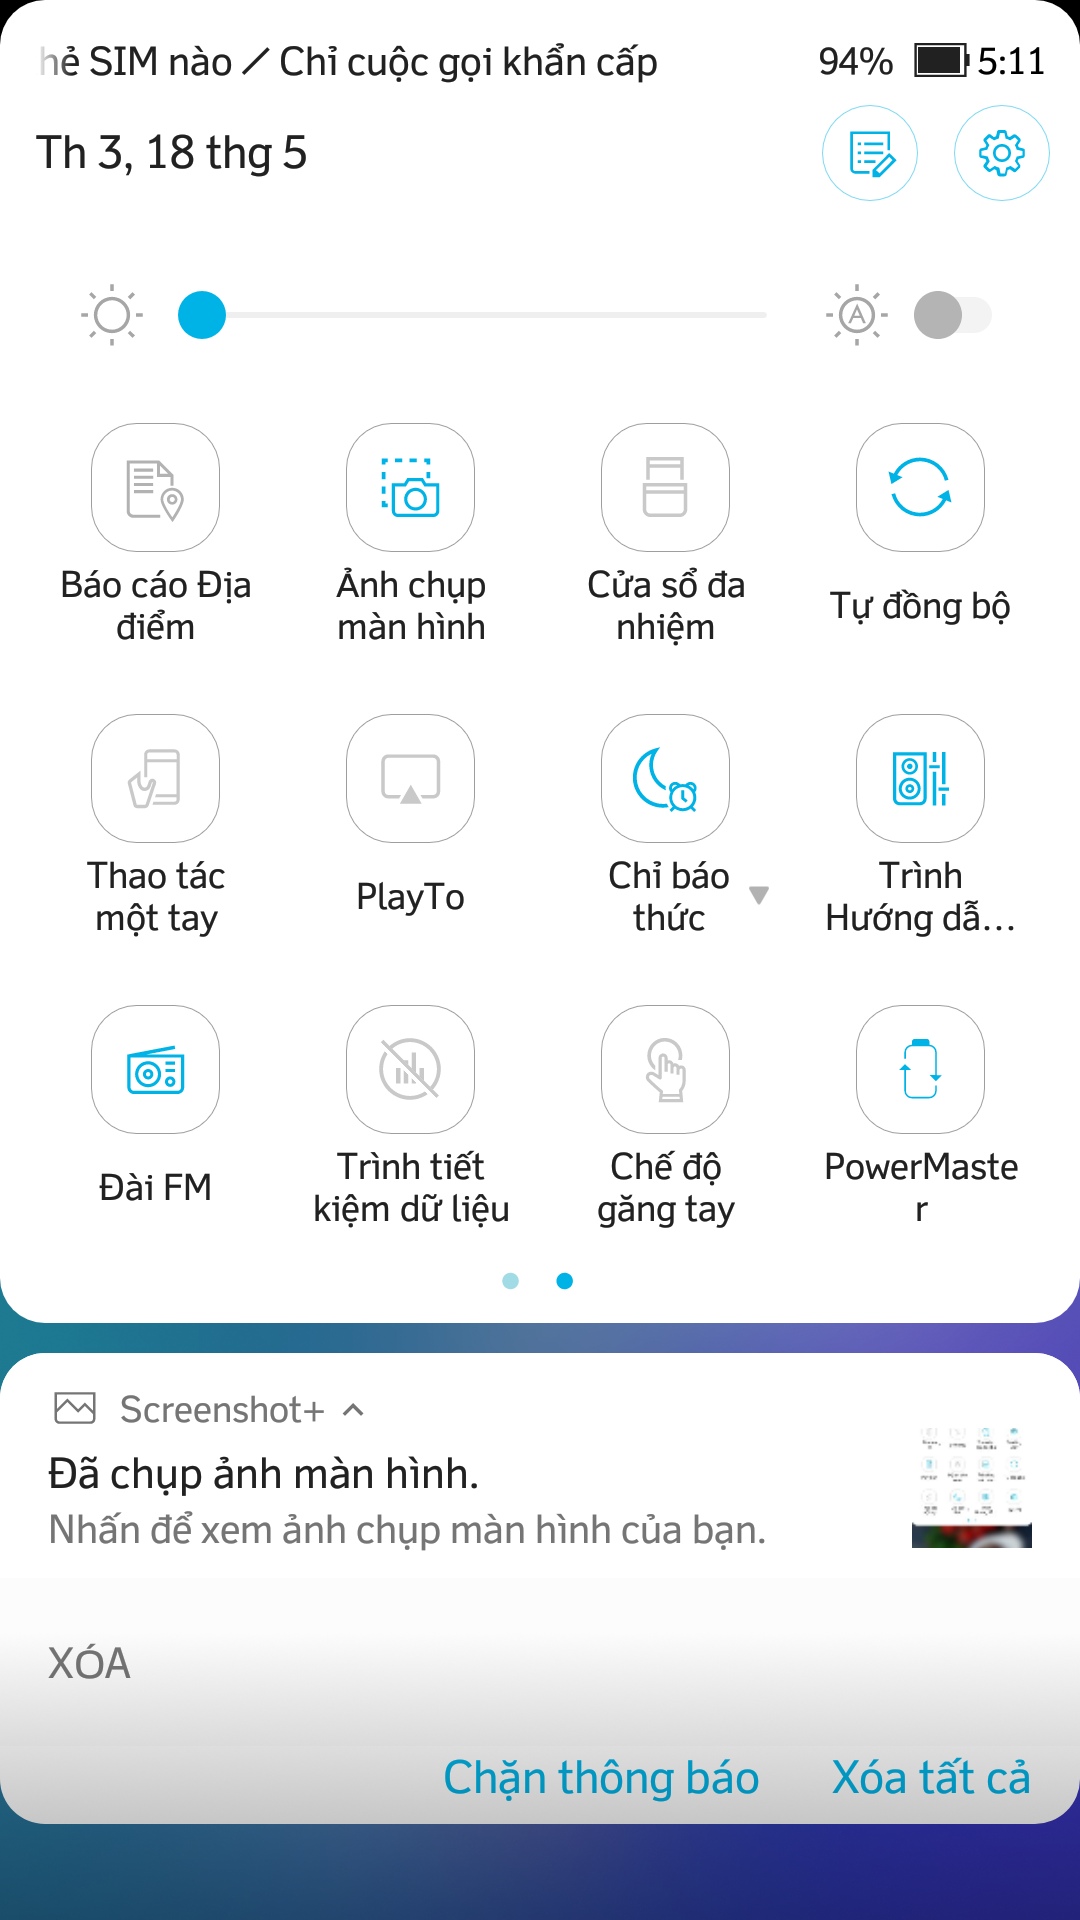 hẻ SIM nào / Chỉ cuộc gọi khẩn cấp 94% 5:11
Th 3, 18 thg 5
A
Báo cáo Địa
điểm
Ảnh chụp
màn hình
Cửa sổ đa
nhiệm
Tự đồng bộ
Thao tác
một tay
PlayTo
Chỉ báo
thức
Trình
Hướng dẫ...
Đài FM
Trình tiết
kiệm dữ liệu
Chế độ
găng tay
PowerMaste
r
Screenshot+
Đã chụp ảnh màn hình.
Nhấn để xem ảnh chụp màn hình của bạn.
XÓA
Chặn thông báo
Xóa tất cả